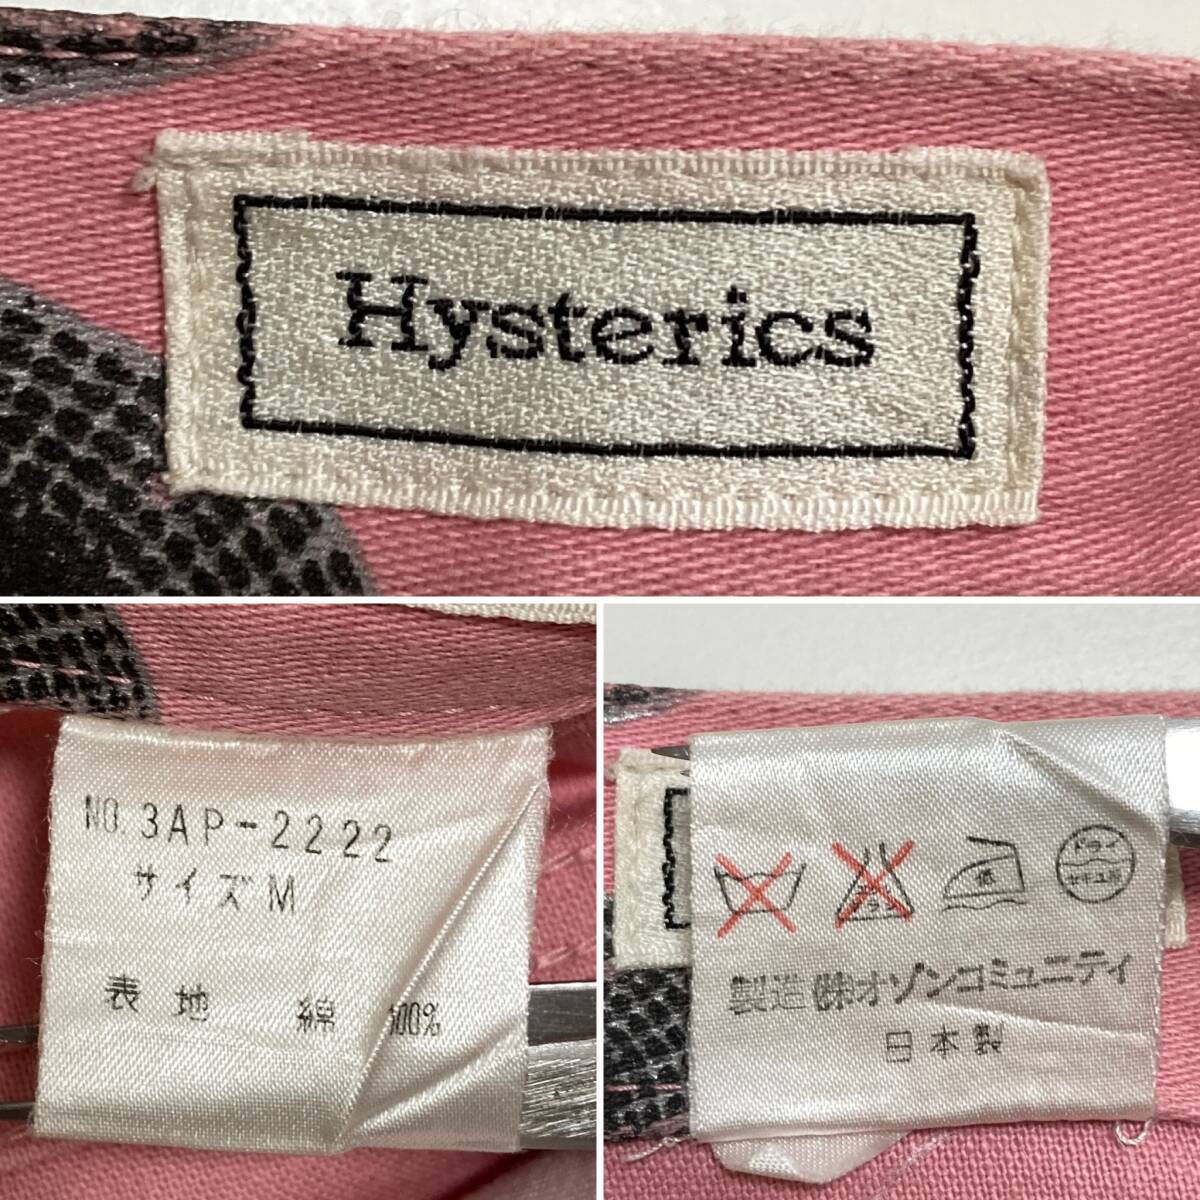 Hysterics
NO.3AP-2222
サイズM
表地 綿 100%
ドライ
セキユ系
製造 ㈱オゾンコミュニティ
日本製